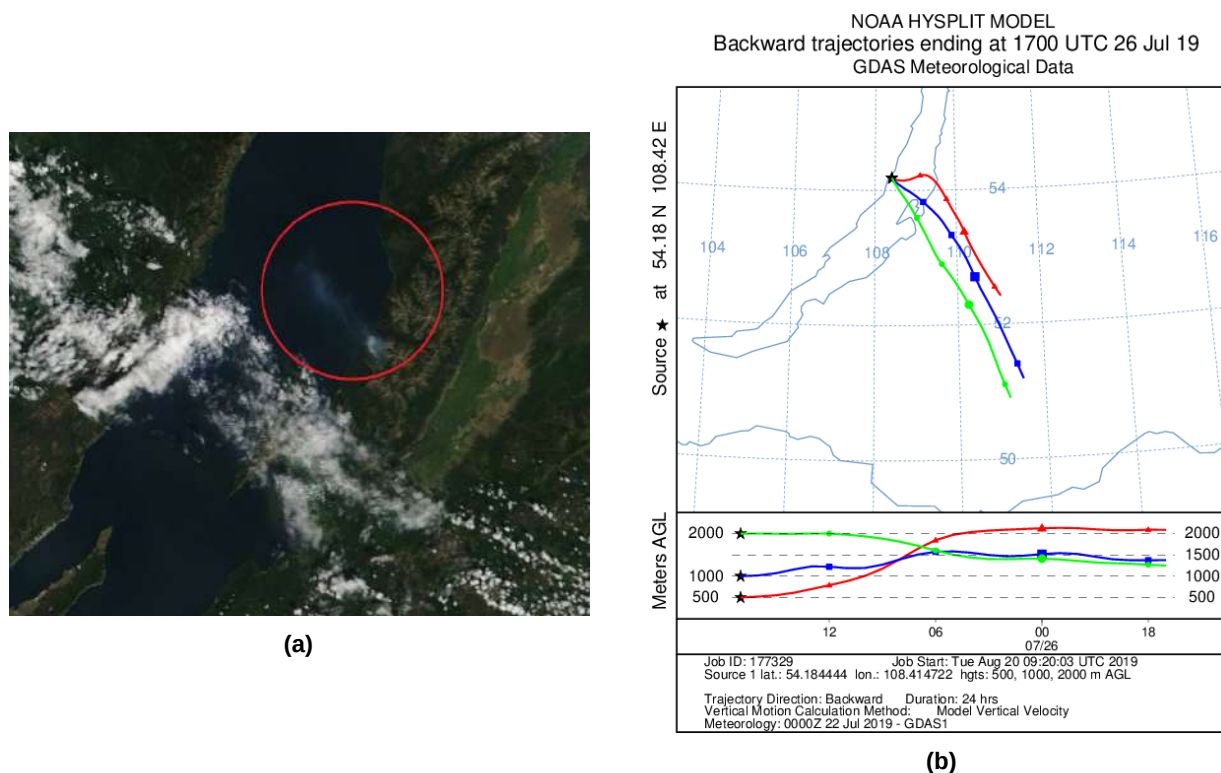 (a)
NOAA HYSPLIT MODEL
Backward trajectories ending at 1700 UTC 26 Jul 19
GDAS Meteorological Data
Source ★ at 54.18 N 108.42 E
54
104
106
108
110
112
114
116
52
50
Meters AGL
2000
1000
500
2000
1500
1000
500
12
06
00
18
07/26
Job ID: 177329 Job Start: Tue Aug 20 09:20:03 UTC 2019
Source 1 lat.: 54.184444 lon.: 108.414722 hgts: 500, 1000, 2000 m AGL
Trajectory Direction: Backward Duration: 24 hrs
Vertical Motion Calculation Method: Model Vertical Velocity
Meteorology: 0000Z 22 Jul 2019 - GDAS1
(b)